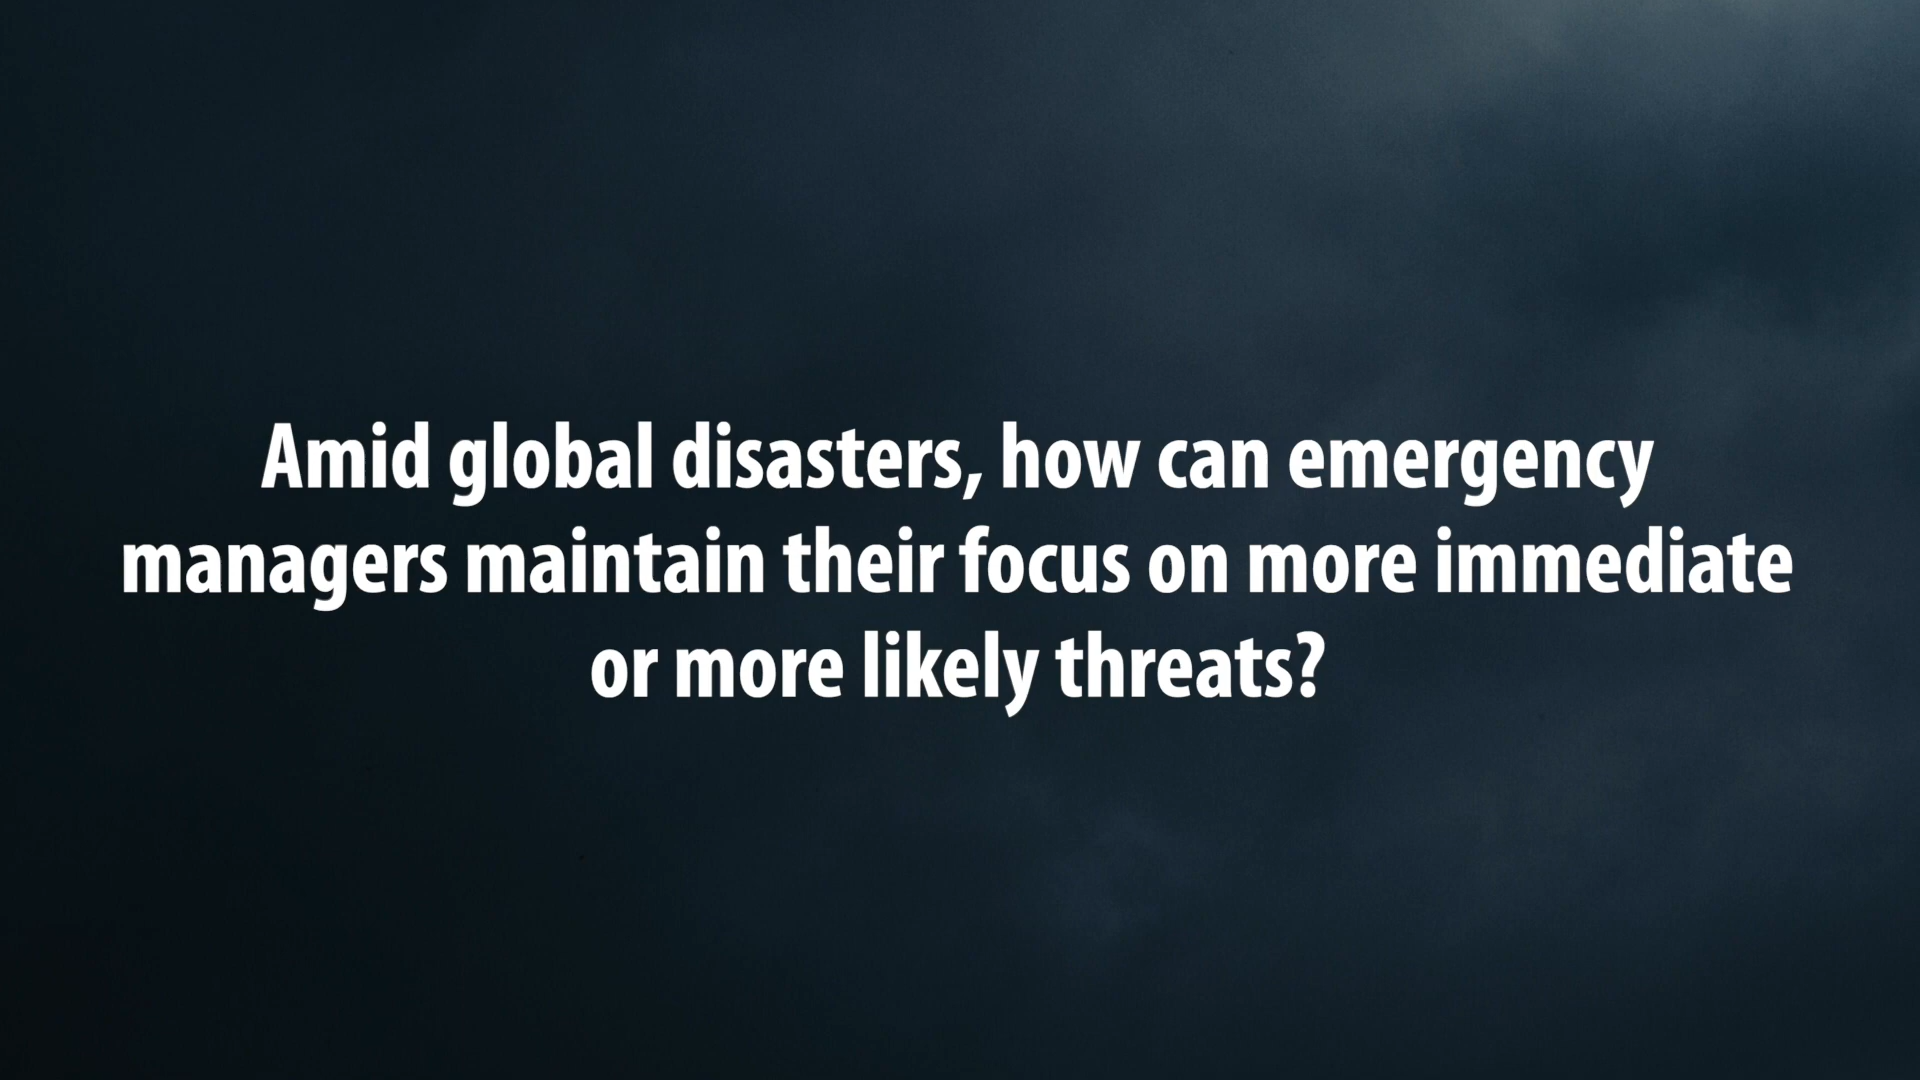 Amid global disasters, how can emergency
managers maintain their focus on more immediate
or more likely threats?